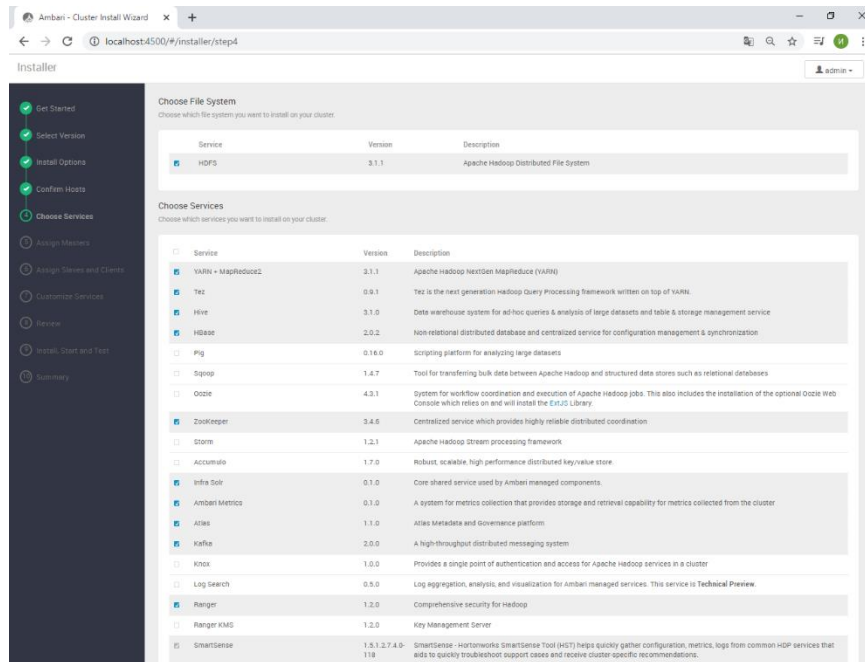 Ambari - Cluster Install Wizard
localhost:4500/#/installer/step4
И
Installer
admin
Get Started
Select Version
Install Options
Confirm Hosts
4 Choose Services
5 Assign Masters
6 Assign Slaves and Clients
7 Customize Services
8 Review
9 Install, Start and Test
10 Summary
Choose File System
Choose which file system you want to install on your cluster.
Service Version Description
HDFS 3.1.1 Apache Hadoop Distributed File System
Choose Services
Choose which services you want to install on your cluster.
Service Version Description
YARN + MapReduce2 3.1.1 Apache Hadoop NextGen MapReduce (YARN)
Tez 0.9.1 Tez is the next generation Hadoop Query Processing framework written on top of YARN.
Hive 3.1.0 Data warehouse system for ad-hoc queries & analysis of large datasets and table & storage management service
HBase 2.0.2 Non-relational distributed database and centralized service for configuration management & synchronization
Pig 0.16.0 Scripting platform for analyzing large datasets
Sqoop 1.4.7 Tool for transferring bulk data between Apache Hadoop and structured data stores such as relational databases
Oozie 4.3.1 System for workflow coordination and execution of Apache Hadoop jobs. This also includes the installation of the optional Oozie Web
Console which relies on and will install the ExtJS Library.
ZooKeeper 3.4.6 Centralized service which provides highly reliable distributed coordination
Storm 1.2.1 Apache Hadoop Stream processing framework
Accumulo 1.7.0 Robust, scalable, high performance distributed key/value store.
Infra Solr 0.1.0 Core shared service used by Ambari managed components.
Ambari Metrics 0.1.0 A system for metrics collection that provides storage and retrieval capability for metrics collected from the cluster
Atlas 1.1.0 Atlas Metadata and Governance platform
Kafka 2.0.0 A high-throughput distributed messaging system
Knox 1.0.0 Provides a single point of authentication and access for Apache Hadoop services in a cluster
Log Search 0.5.0 Log aggregation, analysis, and visualization for Ambari managed services. This service is Technical Preview.
Ranger 1.2.0 Comprehensive security for Hadoop
Ranger KMS 1.2.0 Key Management Server
SmartSense 1.5.1.2.7.4.0- SmartSense - Hortonworks SmartSense Tool (HST) helps quickly gather configuration, metrics, logs from common HDP services that
118 aids to quickly troubleshoot support cases and receive cluster-specific recommendations.